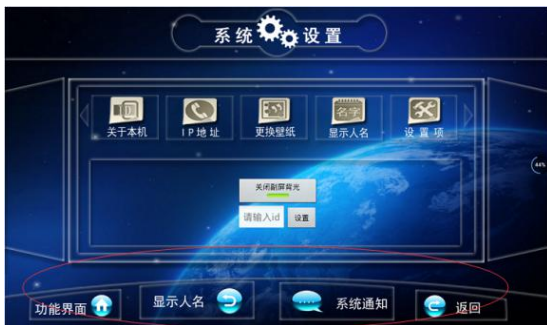 系统设置
关于本机
IP地址
更换壁纸
名字
显示人名
设置项
44%
关闭副屏背光
请输入id
设置
功能界面
显示人名
系统通知
返回